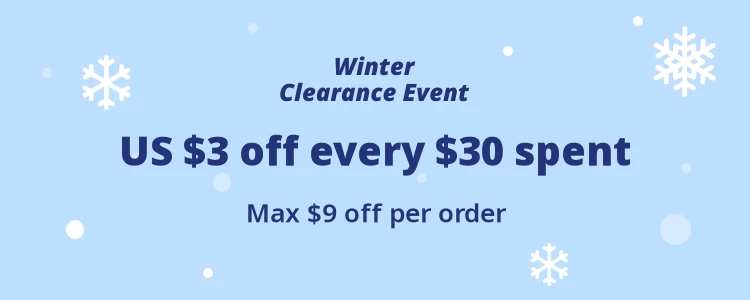 Winter
Clearance Event
US $3 off every $30 spent
Max $9 off per order